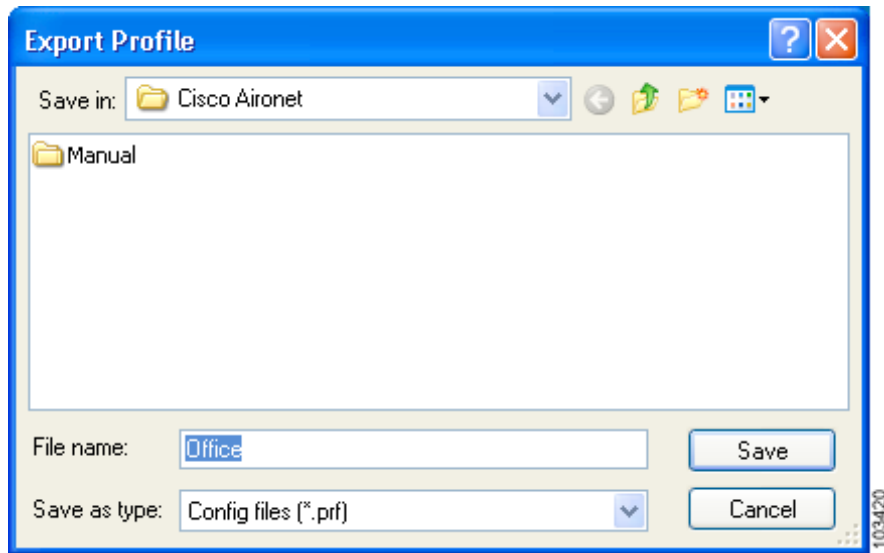 Export Profile
?
Save in: Cisco Aironet
Manual
File name: Office Save
Save as type: Config files (*.prf) Cancel
103420